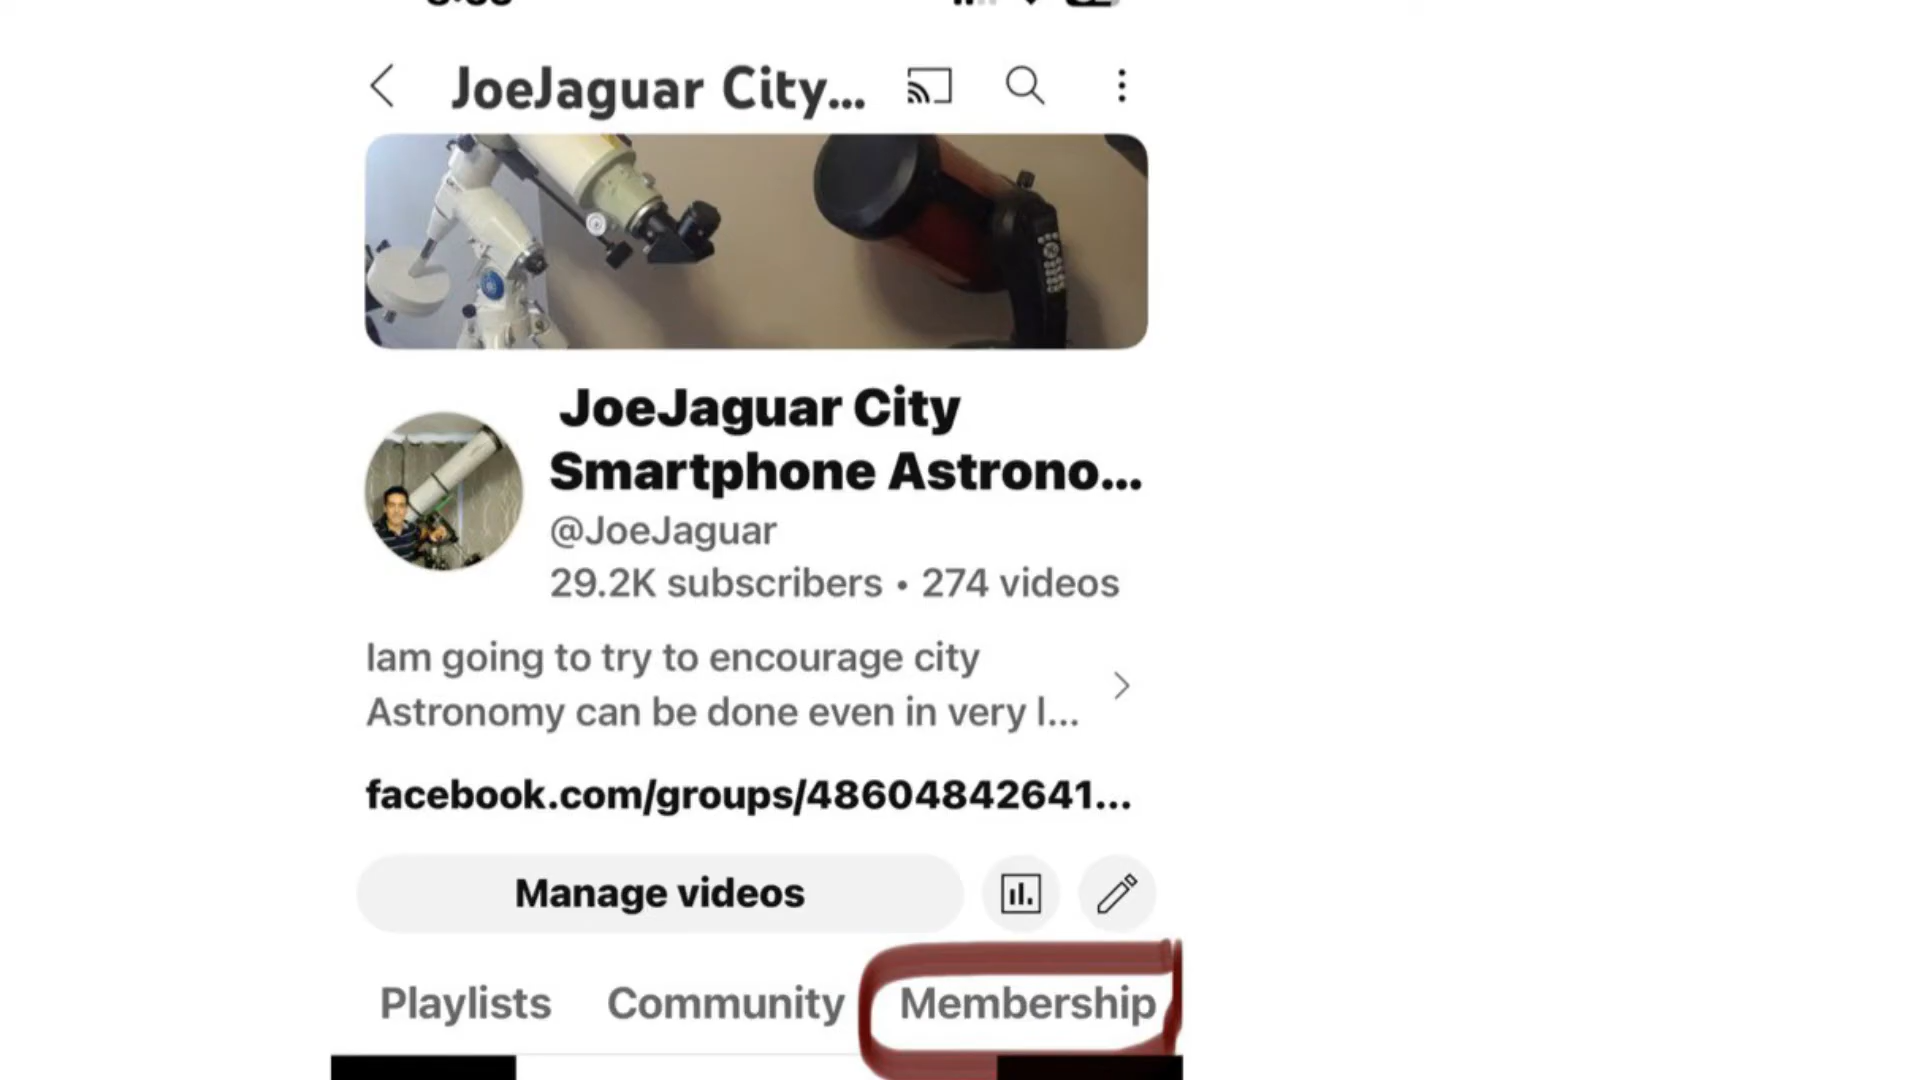 JoeJaguar City...
JoeJaguar City
Smartphone Astrono...
@JoeJaguar
29.2K subscribers • 274 videos
Iam going to try to encourage city
Astronomy can be done even in very l...
facebook.com/groups/48604842641...
Manage videos
Playlists Community Membership